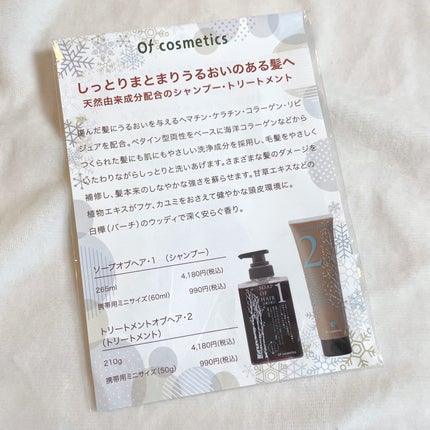 Of cosmetics
しっとりまとまりうるおいのある髪へ
天然由来成分配合のシャンプー・トリートメント
傷んだ髪にうるおいを与えるヘマチン・ケラチン・コラーゲン・リピ
ジュアを配合。ベタイン型両性をベースに海洋コラーゲンなどから
つくられた髪にも肌にもやさしい洗浄成分を採用し、毛髪をやさしく
いたわりながらしっとりと洗いあげます。さまざまな髪のダメージを
補修し、髪本来のしなやかな強さを蘇らせます。甘草エキスなどの
植物エキスがフケ、カユミをおさえて健やかな頭皮環境に。
白樺（バーチ）のウッディで深く安らぐ香り。
ソープオブヘア・1 （シャンプー）
265ml 4,180円(税込)
携帯用ミニサイズ(60ml) 990円(税込)
トリートメントオブヘア・2
（トリートメント）
210g 4,180円(税込)
携帯用ミニサイズ(50g) 990円(税込)
SOAP
OF
HAIR
1
Of cosmetics
2